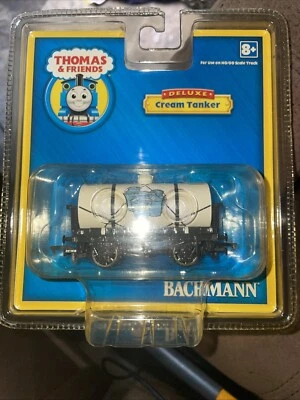 THOMAS
& FRIENDS
8+
For Use on HO/OO Scale Track
DELUXE
Cream Tanker
BACHMANN